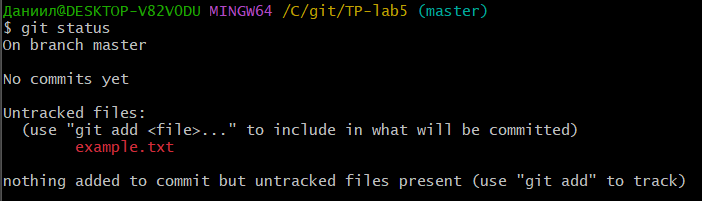 Даниил@DESKTOP-V82VODU MINGW64 /C/git/TP-lab5 (master)
$ git status
On branch master
No commits yet
Untracked files:
(use "git add <file>..." to include in what will be committed)
example.txt
nothing added to commit but untracked files present (use "git add" to track)